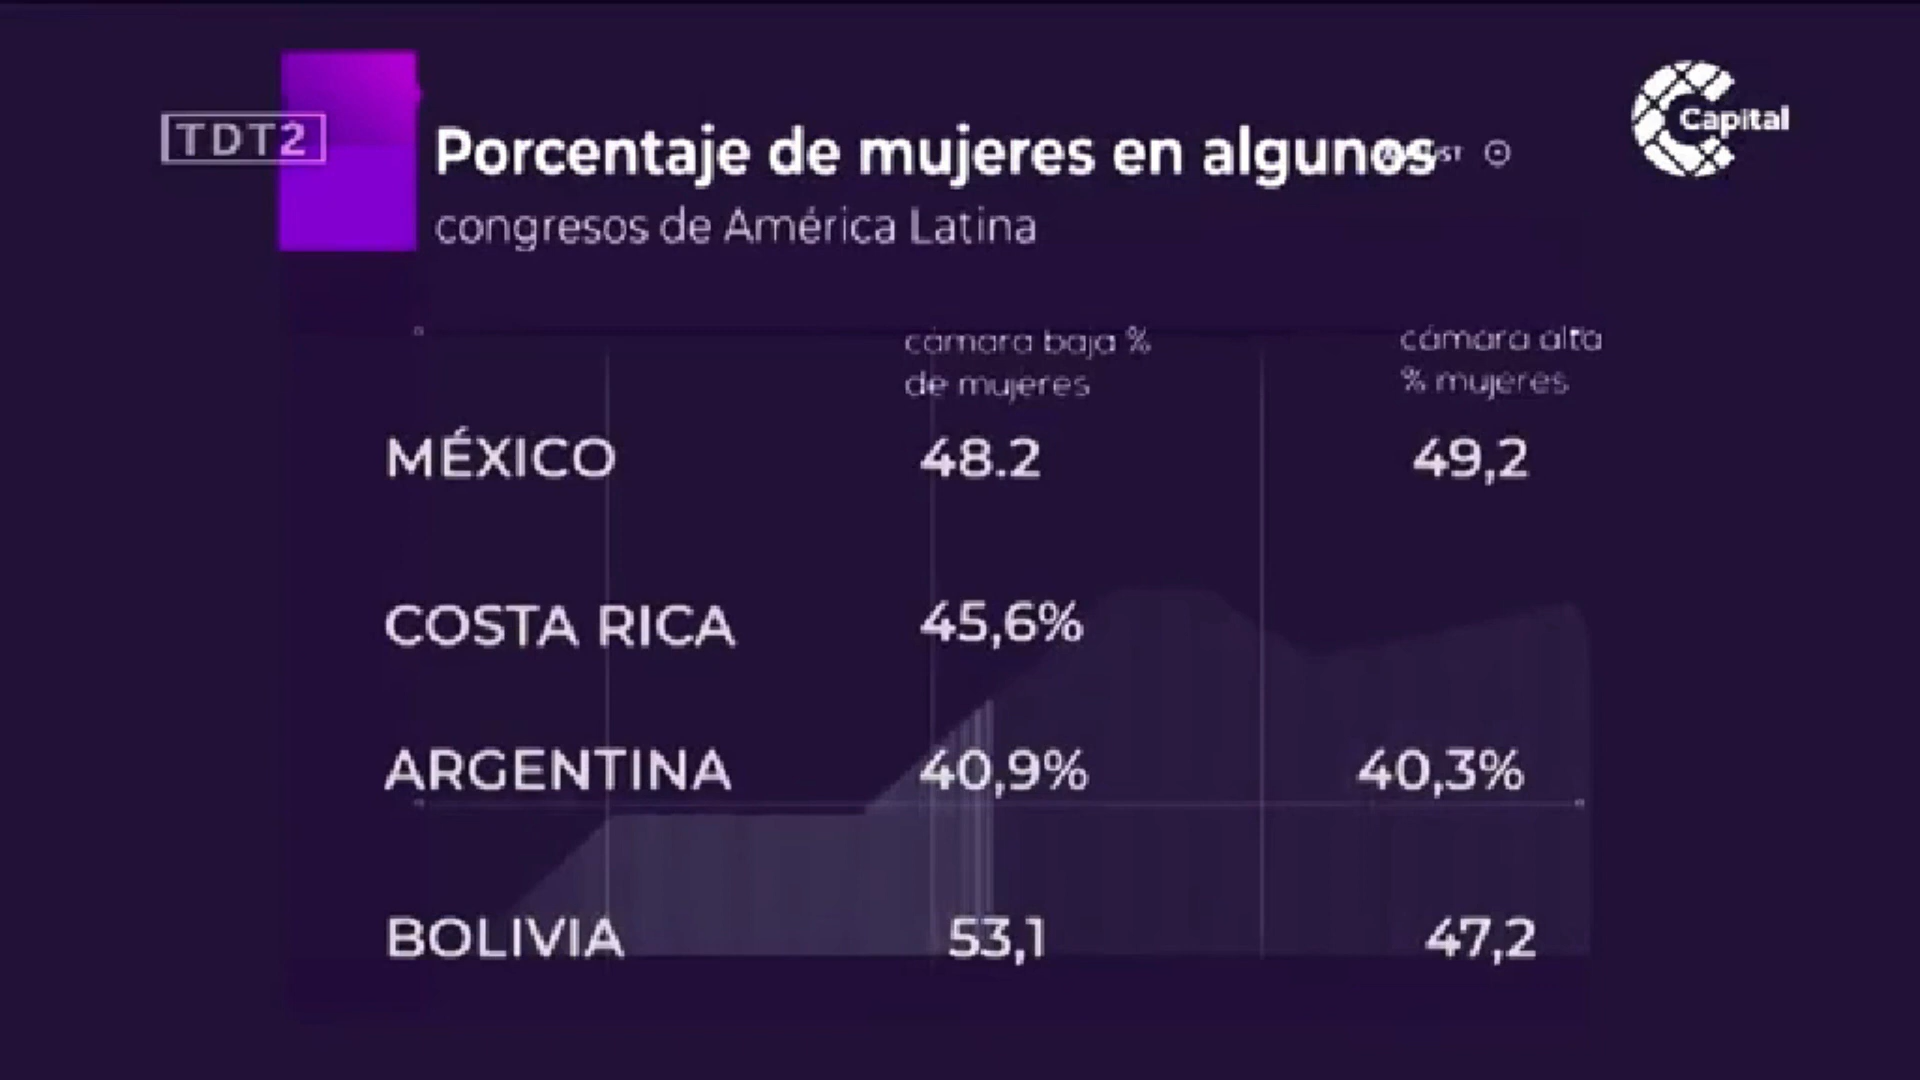 TDT2
Capital
Porcentaje de mujeres en algunos
congresos de América Latina
cámara baja % cámara alta
de mujeres % mujeres
MÉXICO 48.2 49,2
COSTA RICA 45,6%
ARGENTINA 40,9% 40,3%
BOLIVIA 53,1 47,2